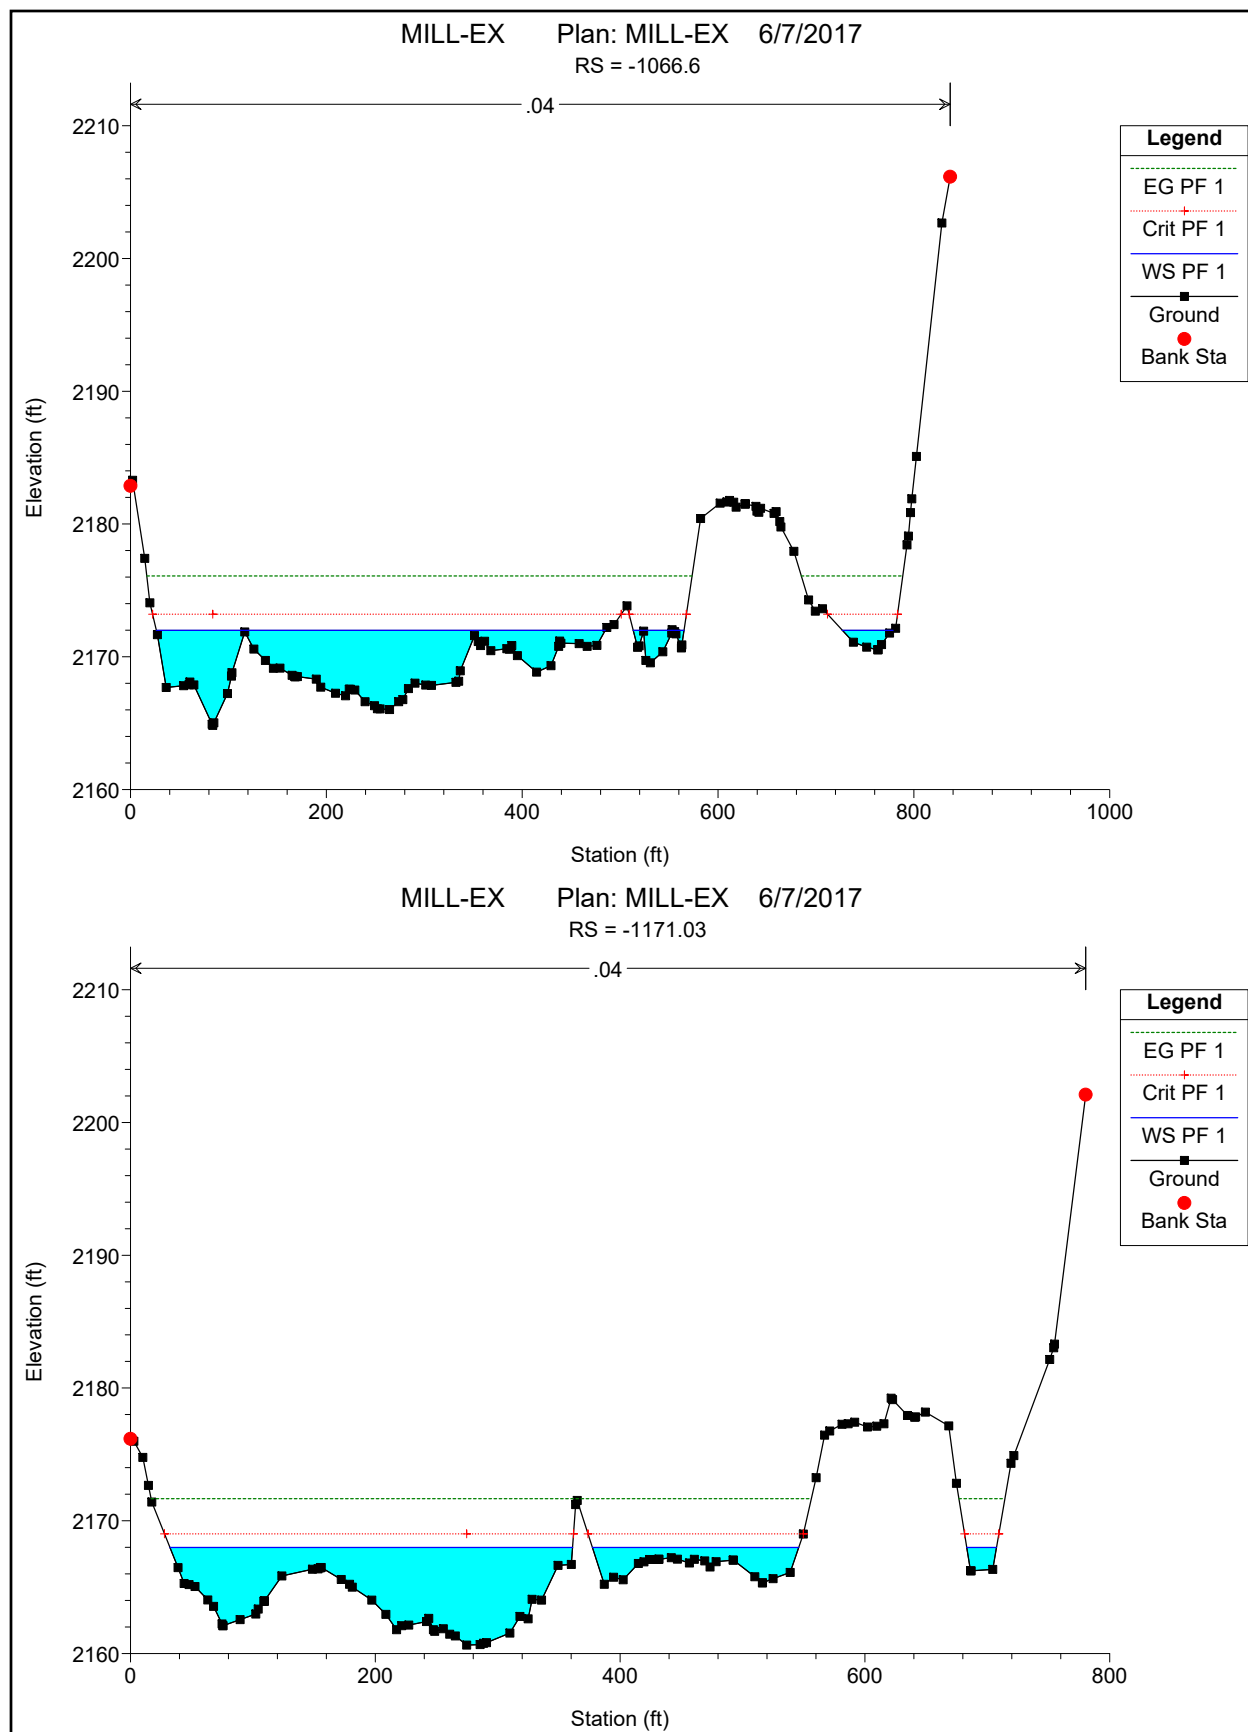 MILL-EX Plan: MILL-EX 6/7/2017
RS = -1066.6
.04
2210
2200
2190
2180
2170
2160
Elevation (ft)
0 200 400 600 800 1000
Station (ft)
Legend
EG PF 1
Crit PF 1
WS PF 1
Ground
Bank Sta
MILL-EX Plan: MILL-EX 6/7/2017
RS = -1171.03
.04
2210
2200
2190
2180
2170
2160
Elevation (ft)
0 200 400 600 800
Station (ft)
Legend
EG PF 1
Crit PF 1
WS PF 1
Ground
Bank Sta